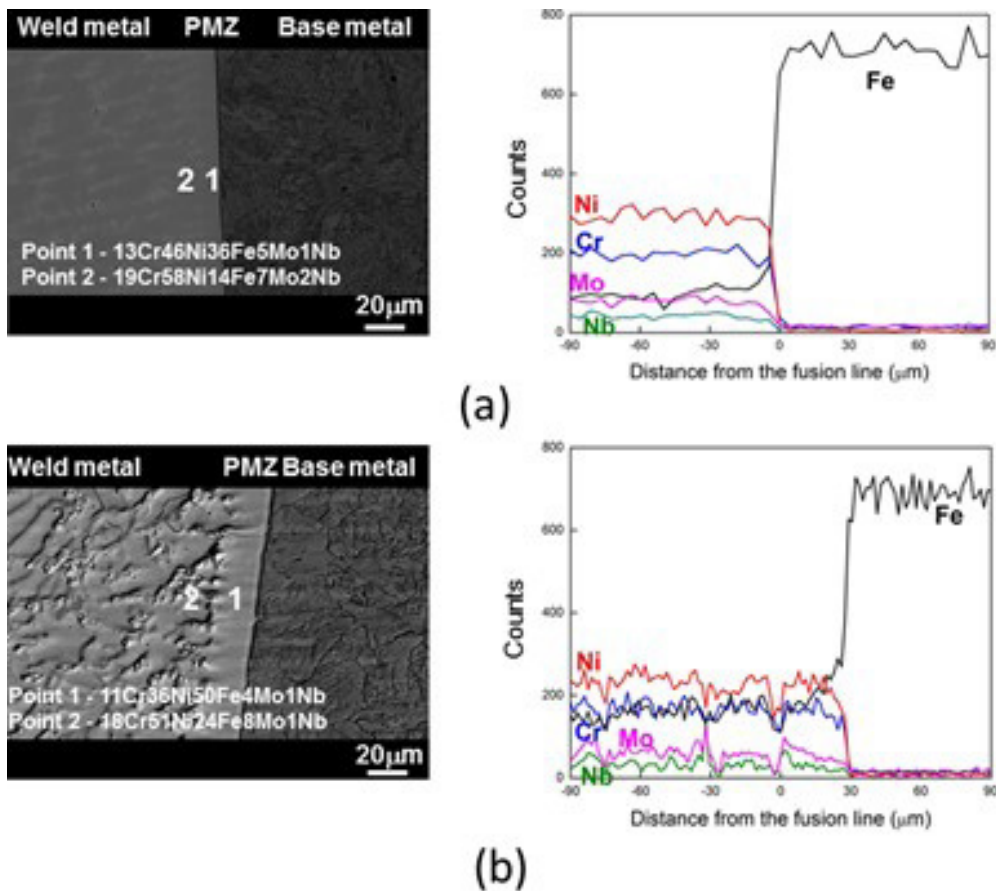 Weld metal PMZ Base metal
2 1
Point 1 - 13Cr46Ni36Fe5Mo1Nb
Point 2 - 19Cr58Ni14Fe7Mo2Nb
20μm
800
600
400
200
0
Counts
Fe
Ni
Cr
Mo
Nb
-90 -60 -30 0 30 60 90
Distance from the fusion line (μm)
(a)
Weld metal PMZ Base metal
2 1
Point 1 - 11Cr36Ni50Fe4Mo1Nb
Point 2 - 18Cr51Ni24Fe8Mo1Nb
20μm
800
600
400
200
0
Counts
Fe
Ni
Cr
Mo
Nb
-90 -60 -30 0 30 60 90
Distance from the fusion line (μm)
(b)